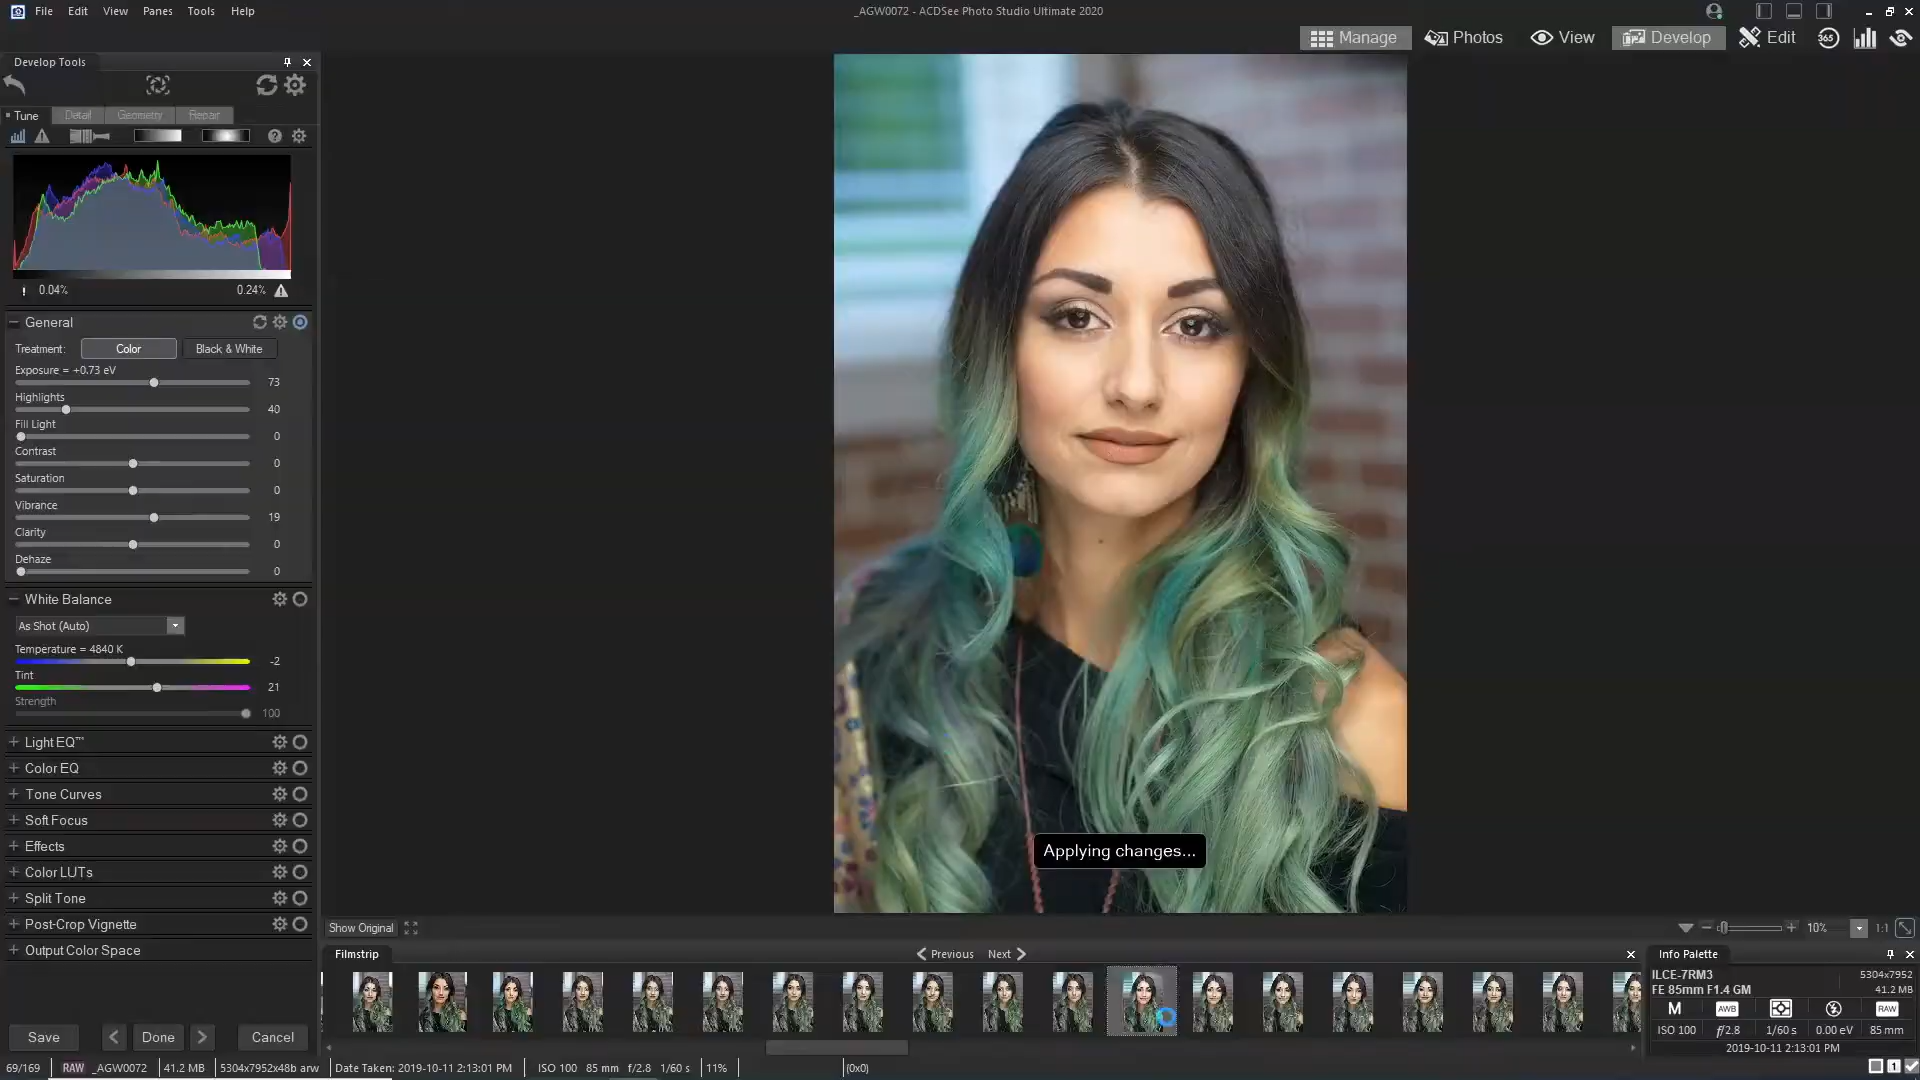 File Edit View Panes Tools Help
_AGW0072 - ACDSee Photo Studio Ultimate 2020
Manage Photos View Develop Edit 365
Develop Tools
Tune Detail Geometry Repair
0.04% 0.24%
General
Treatment: Color Black & White
Exposure = +0.73 eV
73
Highlights
40
Fill Light
0
Contrast
0
Saturation
0
Vibrance
19
Clarity
0
Dehaze
0
White Balance
As Shot (Auto)
Temperature = 4840 K
-2
Tint
21
Strength
100
Light EQ™
Color EQ
Tone Curves
Soft Focus
Effects
Color LUTs
Split Tone
Post-Crop Vignette
Output Color Space
Save Done Cancel
Applying changes...
Show Original
10% 1:1
Filmstrip
Previous Next
Info Palette
ILCE-7RM3 5304x7952
FE 85mm F1.4 GM 41.2 MB
M AWB RAW
ISO 100 f/2.8 1/60 s 0.00 eV 85 mm
2019-10-11 2:13:01 PM
69/169 RAW _AGW0072 41.2 MB 5304x7952x48b arw Date Taken: 2019-10-11 2:13:01 PM ISO 100 85 mm f/2.8 1/60 s 11% (0x0)
1